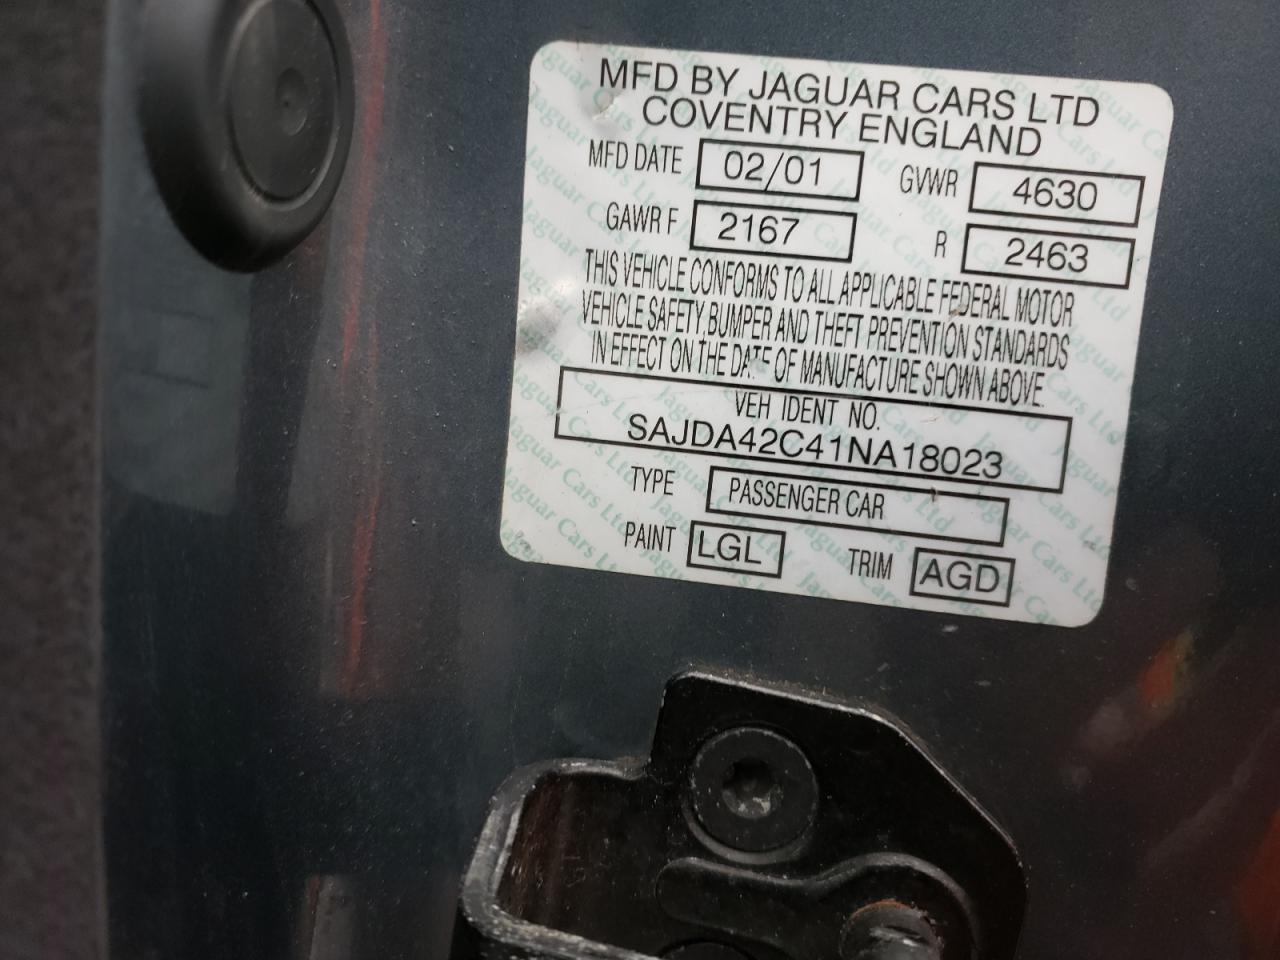 MFD BY JAGUAR CARS LTD
COVENTRY ENGLAND
MFD DATE 02/01 GVWR 4630
GAWR F 2167 R 2463
THIS VEHICLE CONFORMS TO ALL APPLICABLE FEDERAL MOTOR
VEHICLE SAFETY, BUMPER AND THEFT PREVENTION STANDARDS
IN EFFECT ON THE DATE OF MANUFACTURE SHOWN ABOVE.
VEH IDENT NO.
SAJDA42C41NA18023
TYPE PASSENGER CAR
PAINT LGL TRIM AGD